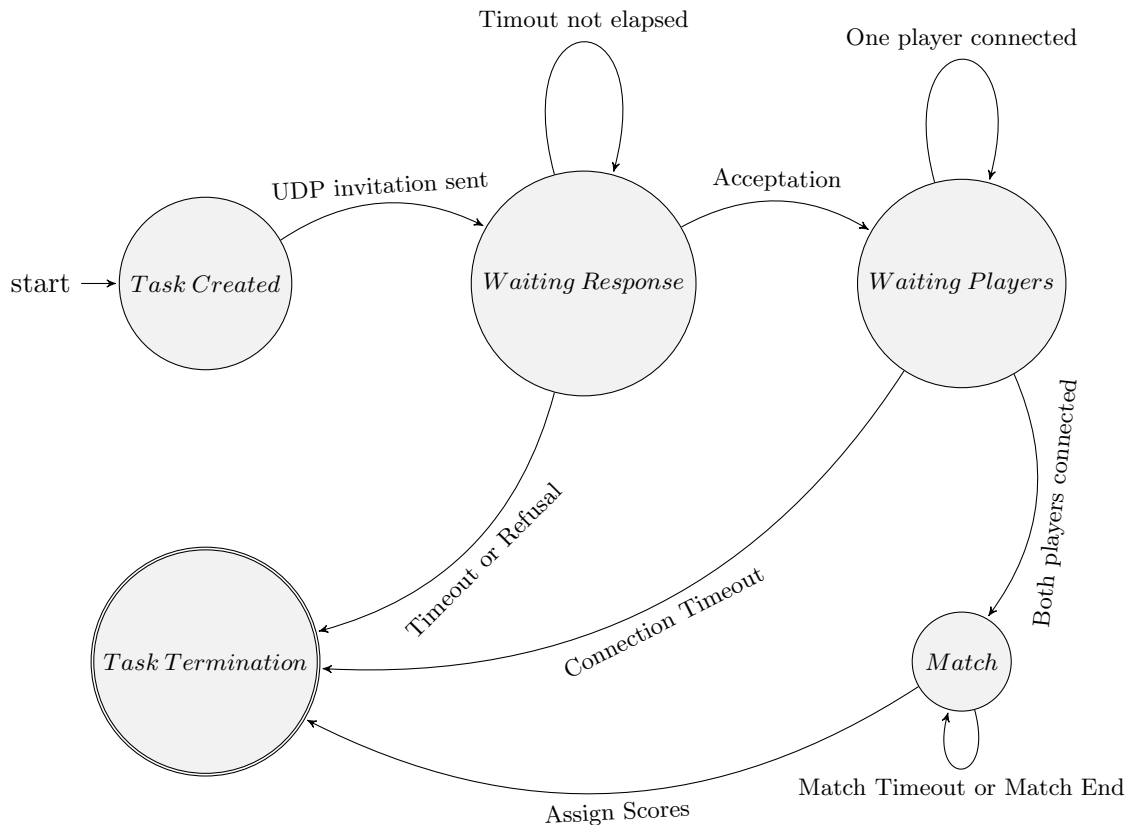 Timout not elapsed
One player connected
UDP invitation sent
Acceptation
start
Task Created
Waiting Response
Waiting Players
Both players connected
Timeout or Refusal
Connection Timeout
Task Termination
Match
Match Timeout or Match End
Assign Scores